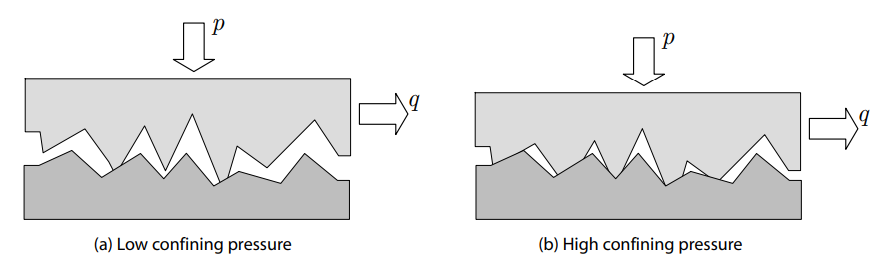 p
q
(a) Low confining pressure
p
q
(b) High confining pressure